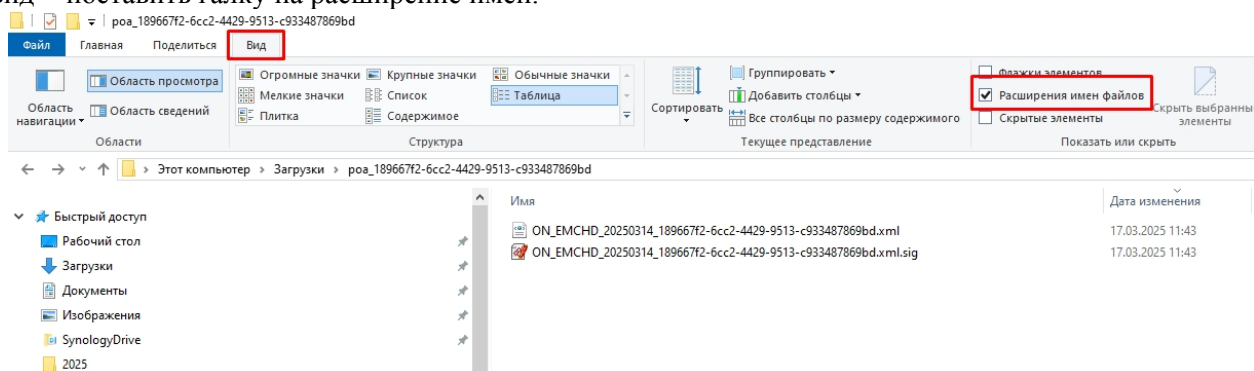 вид – поставить галку на расширение имен.
poa_189667f2-6cc2-4429-9513-c933487869bd
Файл Главная Поделиться Вид
Область просмотра Огромные значки Крупные значки Обычные значки Группировать Флажки элементов
Мелкие значки Список Таблица Добавить столбцы Расширения имен файлов
Область навигации Область сведений Плитка Содержимое Сортировать Все столбцы по размеру содержимого Скрытые элементы Скрыть выбранны элементы
Области Структура Текущее представление Показать или скрыть
Этот компьютер > Загрузки > poa_189667f2-6cc2-4429-9513-c933487869bd
Имя Дата изменения
Быстрый доступ
ON_EMCHD_20250314_189667f2-6cc2-4429-9513-c933487869bd.xml 17.03.2025 11:43
Рабочий стол
ON_EMCHD_20250314_189667f2-6cc2-4429-9513-c933487869bd.xml.sig 17.03.2025 11:43
Загрузки
Документы
Изображения
SynologyDrive
2025